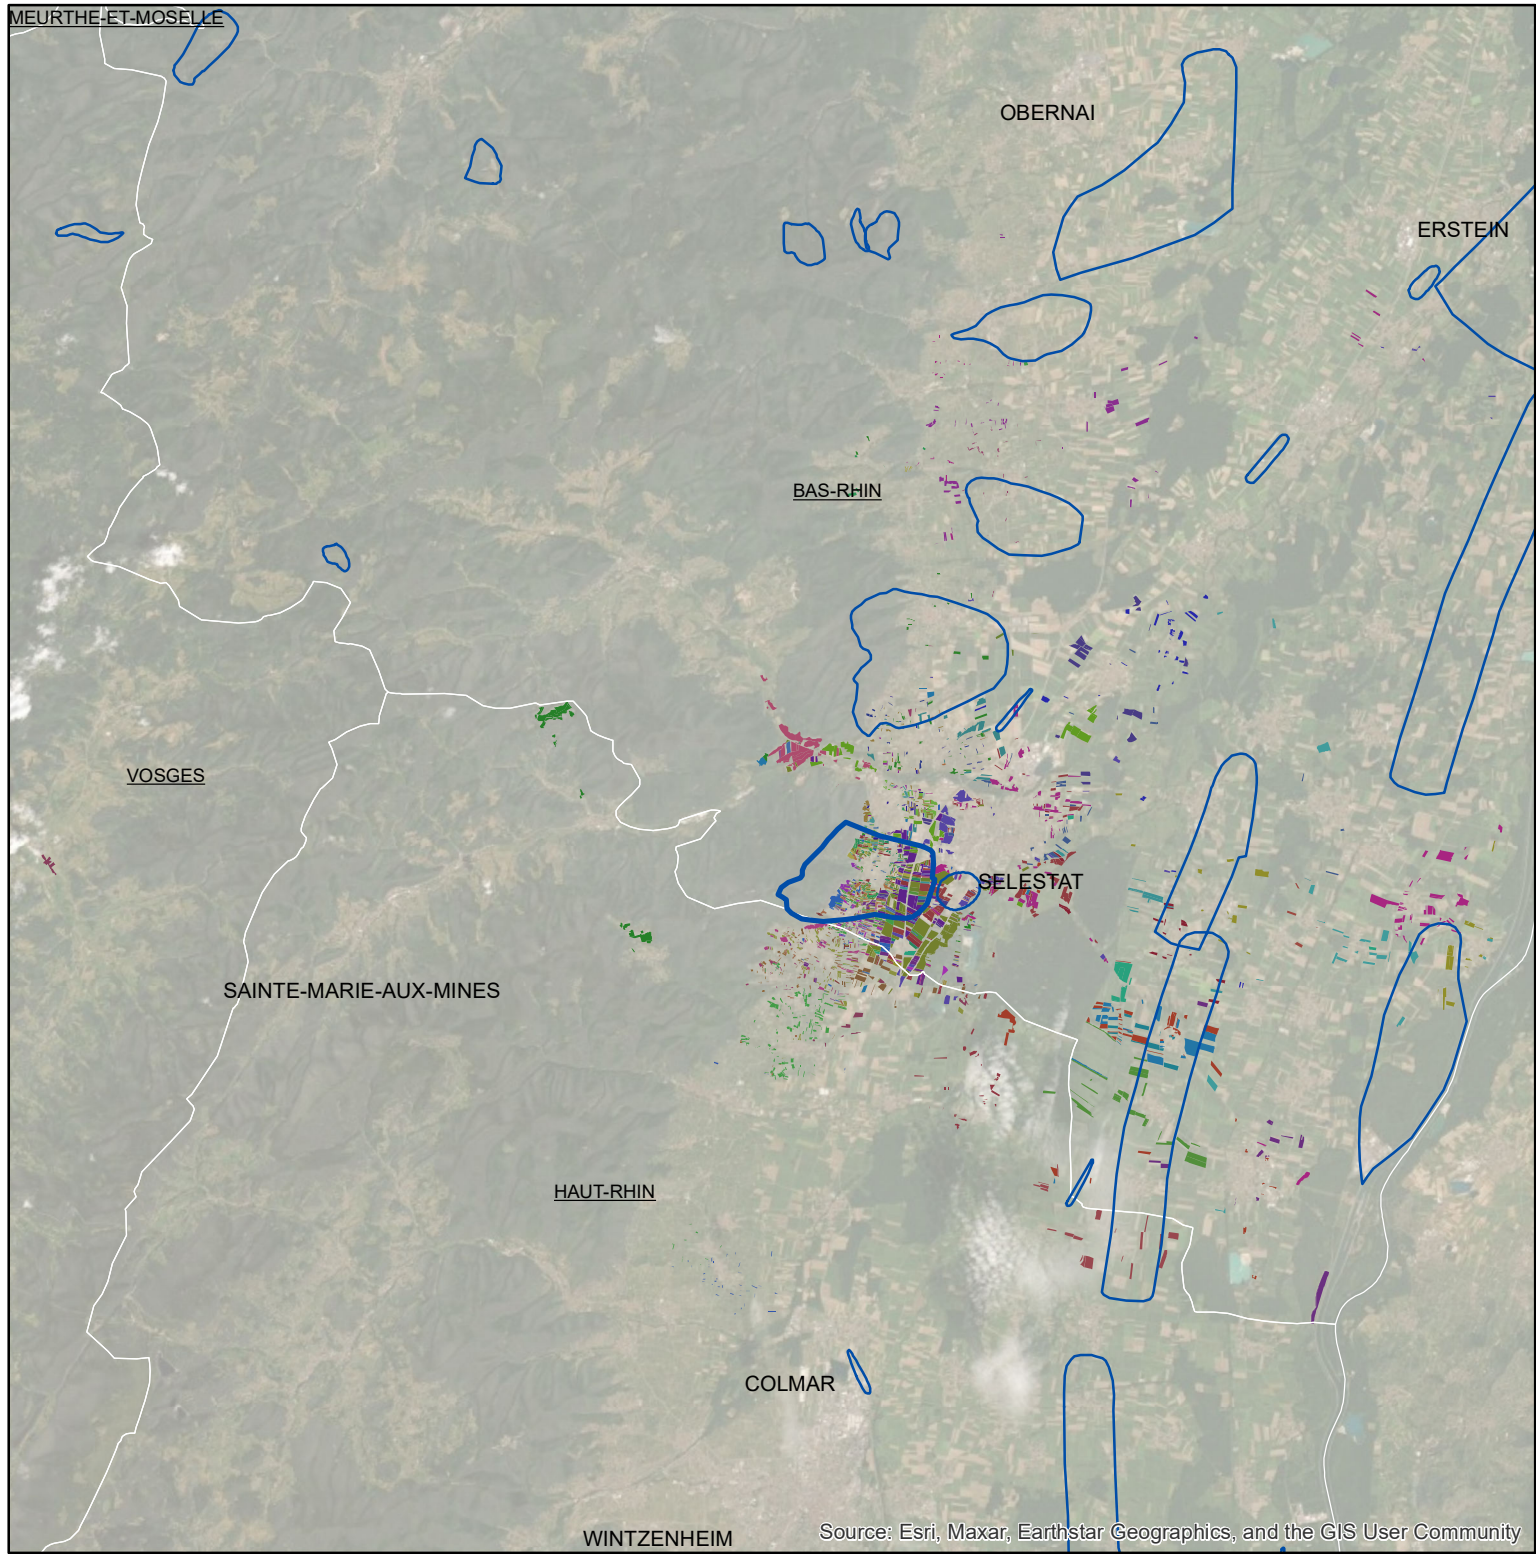 MEURTHE-ET-MOSELLE
OBERNAI
ERSTEIN
BAS-RHIN
VOSGES
SELESTAT
SAINTE-MARIE-AUX-MINES
HAUT-RHIN
COLMAR
WINTZENHEIM
Source: Esri, Maxar, Earthstar Geographics, and the GIS User Community